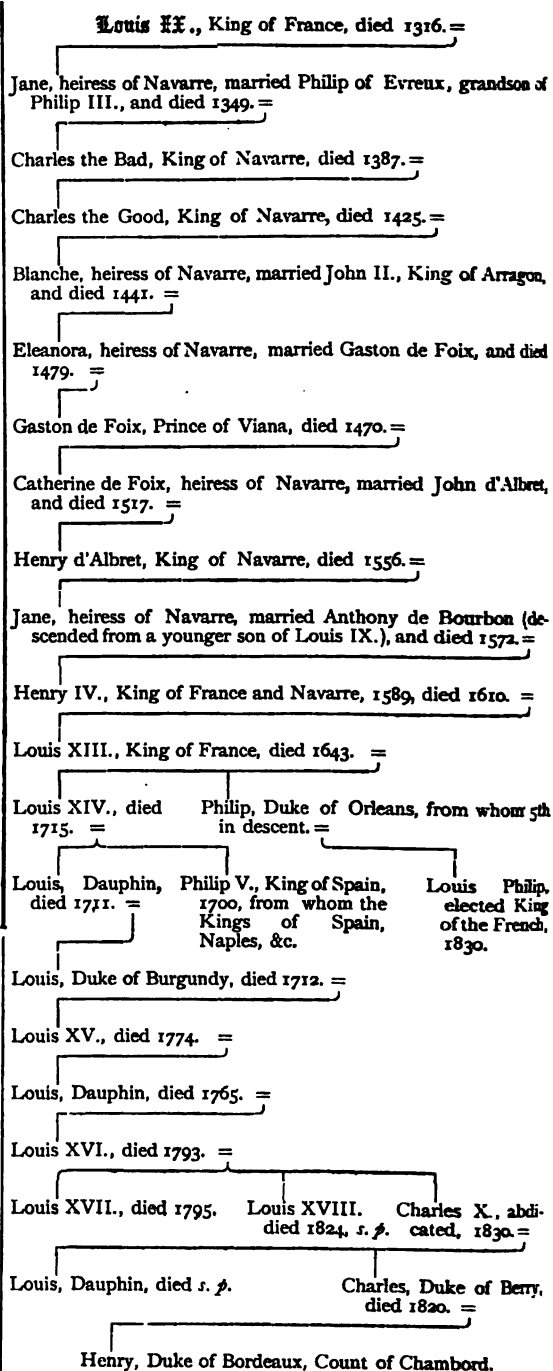 Louis IX., King of France, died 1316. =
Jane, heiress of Navarre, married Philip of Evreux, grandson of
Philip III., and died 1349. =
Charles the Bad, King of Navarre, died 1387. =
Charles the Good, King of Navarre, died 1425. =
Blanche, heiress of Navarre, married John II., King of Arragon,
and died 1441. =
Eleanora, heiress of Navarre, married Gaston de Foix, and died
1479. =
Gaston de Foix, Prince of Viana, died 1470. =
Catherine de Foix, heiress of Navarre, married John d'Albret,
and died 1517. =
Henry d'Albret, King of Navarre, died 1556. =
Jane, heiress of Navarre, married Anthony de Bourbon (de-
scended from a younger son of Louis IX.), and died 1572. =
Henry IV., King of France and Navarre, 1589, died 1610. =
Louis XIII., King of France, died 1643. =
Louis XIV., died
1715. =
Philip, Duke of Orleans, from whom 5th
in descent. =
Louis, Dauphin,
died 1711. =
Philip V., King of Spain,
1700, from whom the
Kings of Spain,
Naples, &c.
Louis Philip,
elected King
of the French,
1830.
Louis, Duke of Burgundy, died 1712. =
Louis XV., died 1774. =
Louis, Dauphin, died 1765. =
Louis XVI., died 1793. =
Louis XVII., died 1795.
Louis XVIII.
died 1824, s. p.
Charles X., abdi-
cated, 1830. =
Louis, Dauphin, died s. p.
Charles, Duke of Berry,
died 1820. =
Henry, Duke of Bordeaux, Count of Chambord.